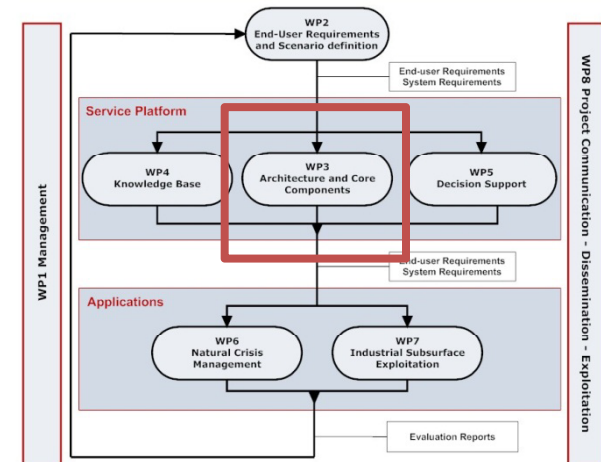 WP2
End-User Requirements
and Scenario definition
End-user Requirements
System Requirements
Service Platform
WP4
Knowledge Base
WP3
Architecture and Core
Components
WP5
Decision Support
End-user Requirements
System Requirements
Applications
WP6
Natural Crisis
Management
WP7
Industrial Subsurface
Exploitation
Evaluation Reports
WP1 Management
WP8 Project Communication - Dissemination - Exploitation